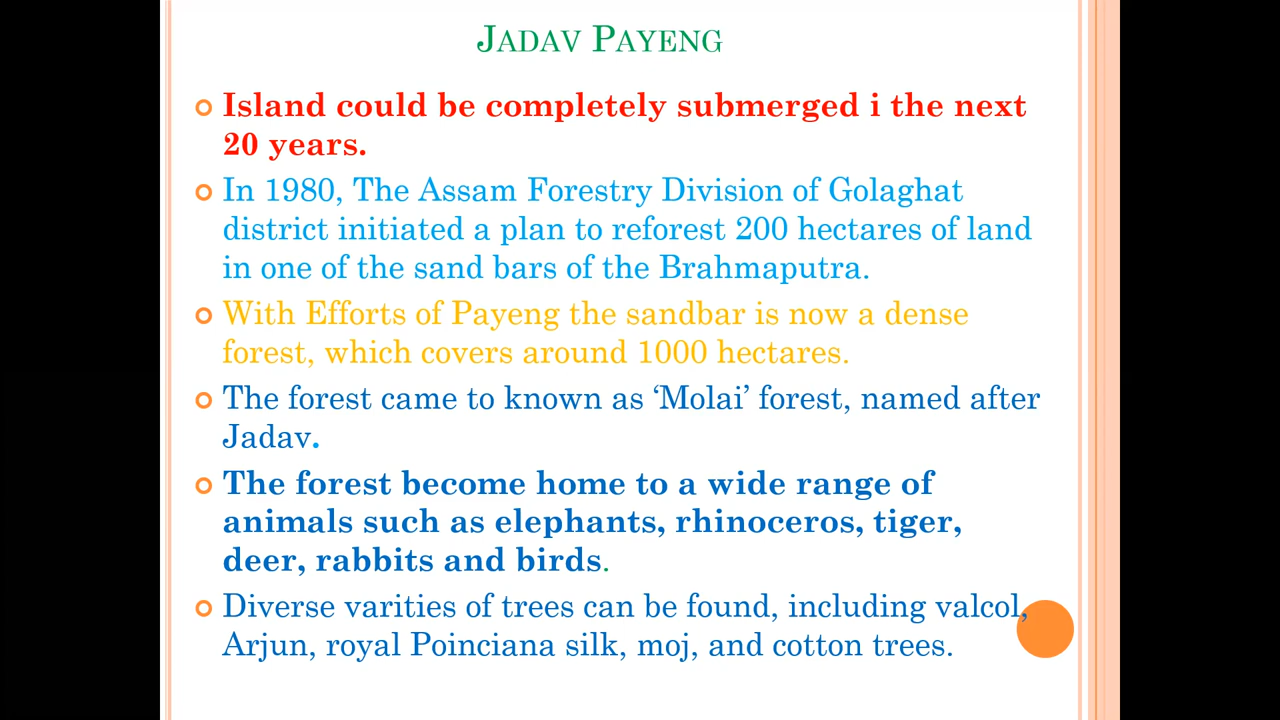 JADAV PAYENG
Island could be completely submerged i the next
20 years.
In 1980, The Assam Forestry Division of Golaghat
district initiated a plan to reforest 200 hectares of land
in one of the sand bars of the Brahmaputra.
With Efforts of Payeng the sandbar is now a dense
forest, which covers around 1000 hectares.
The forest came to known as ‘Molai’ forest, named after
Jadav.
The forest become home to a wide range of
animals such as elephants, rhinoceros, tiger,
deer, rabbits and birds.
Diverse varities of trees can be found, including valcol,
Arjun, royal Poinciana silk, moj, and cotton trees.